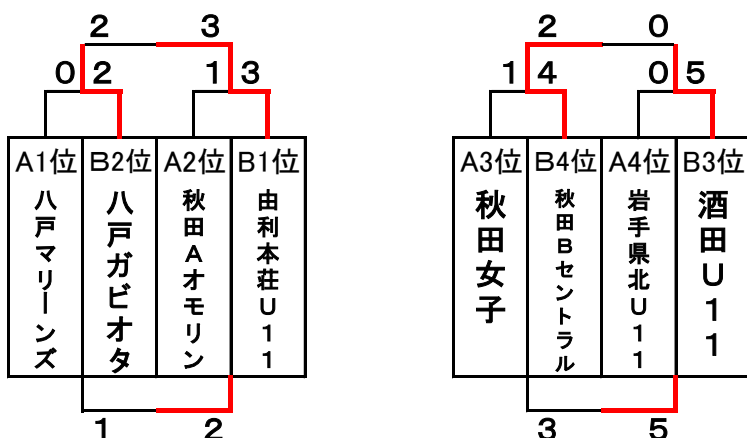 2 3
0 2 1 3
A1位 B2位 A2位 B1位
八戸マリーンズ
八戸ガビオタ
秋田Aオモリン
由利本荘U11
1 2
2 0
1 4 0 5
A3位 B4位 A4位 B3位
秋田女子
秋田Bセントラル
岩手県北U11
酒田U11
3 5